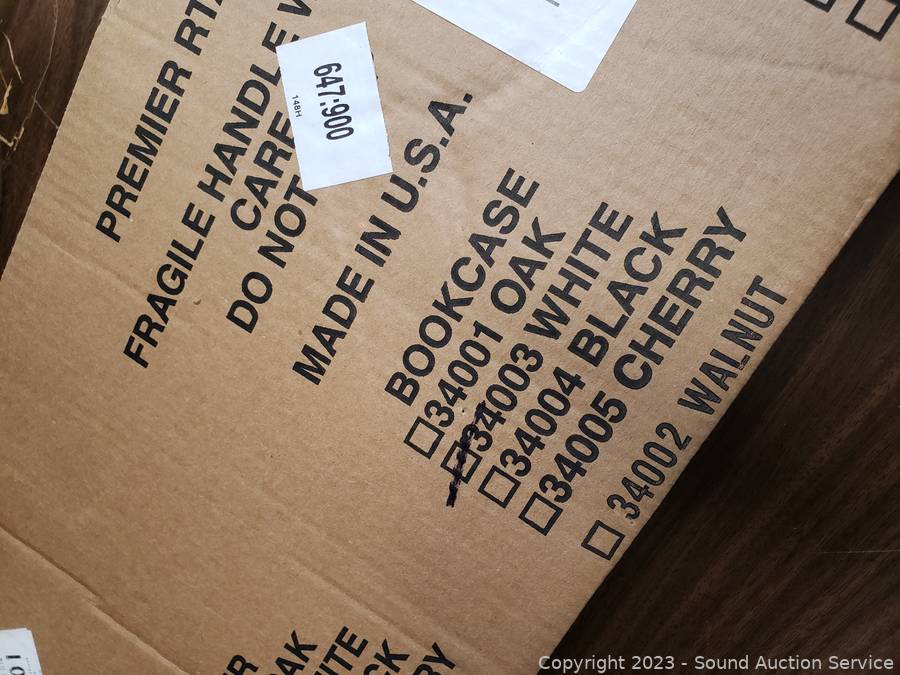 PREMIER
FRAGILE HANDLE
CARE
DO NOT
MADE IN U.S.A.
647-900
148H
BOOKCASE
34001 OAK
34003 WHITE
34004 BLACK
34005 CHERRY
34002 WALNUT
Copyright 2023 - Sound Auction Service